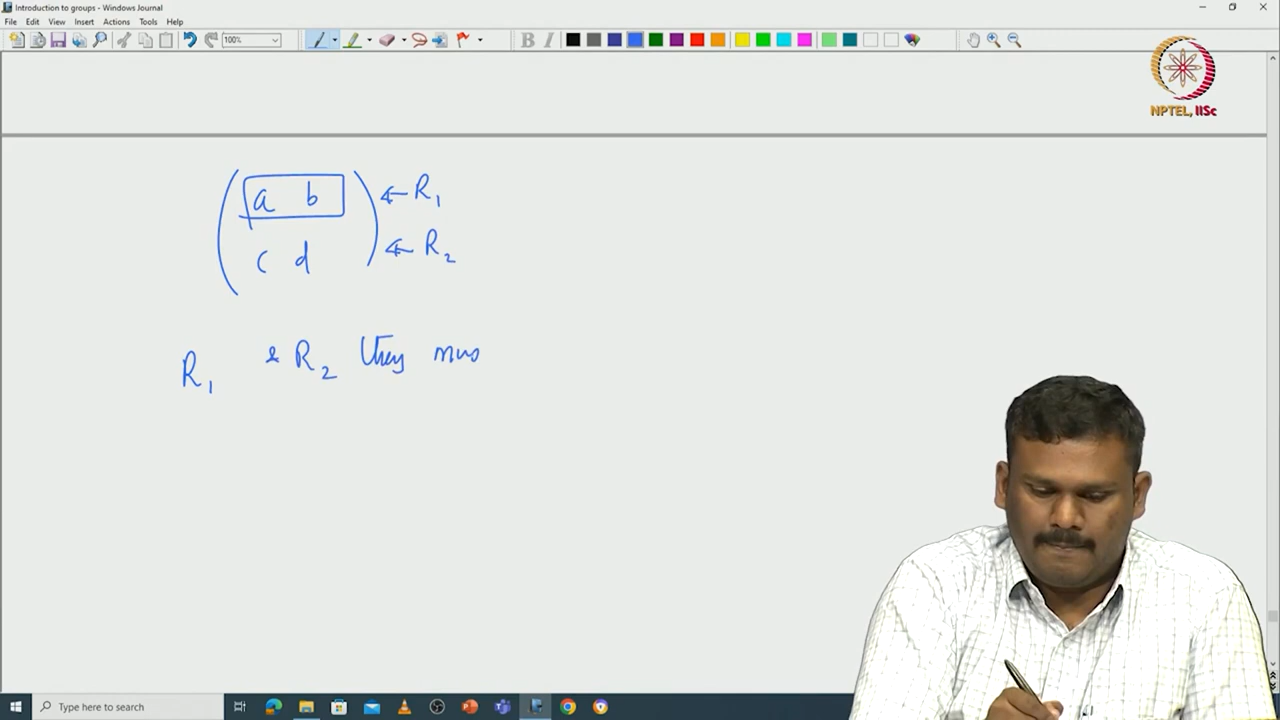 Introduction to groups - Windows Journal
File Edit View Insert Actions Tools Help
100%
B I
NPTEL, IISc
a b ← R1
c d ← R2
R1 & R2 they mus
Type here to search